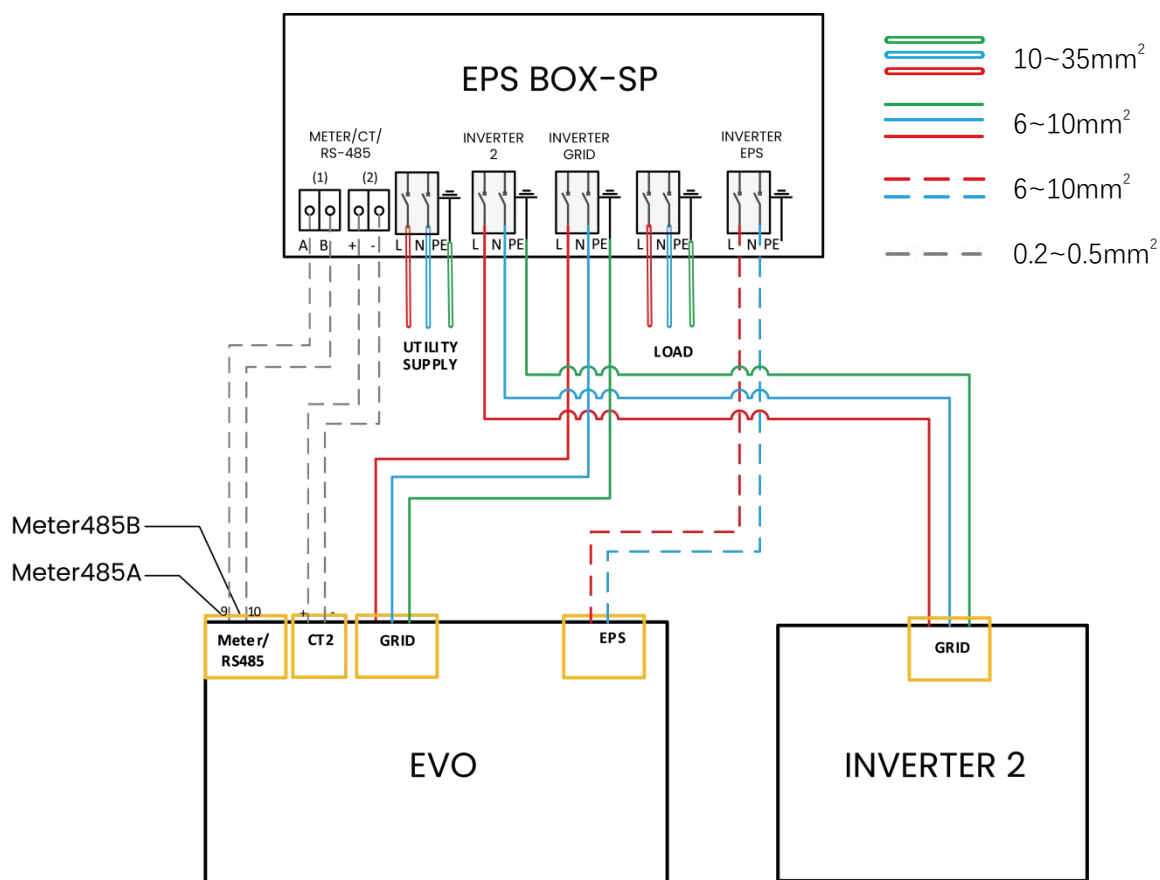 EPS BOX-SP
10~35mm²
6~10mm²
6~10mm²
0.2~0.5mm²
METER/CT/
RS-485
(1) (2)
INVERTER
2
INVERTER
GRID
INVERTER
EPS
A B + - L N PE L N PE L N PE L N PE L N PE
UTILITY
SUPPLY
LOAD
Meter485B
Meter485A
9 10 + -
Meter/
RS485
CT2
GRID
EPS
GRID
EVO
INVERTER 2